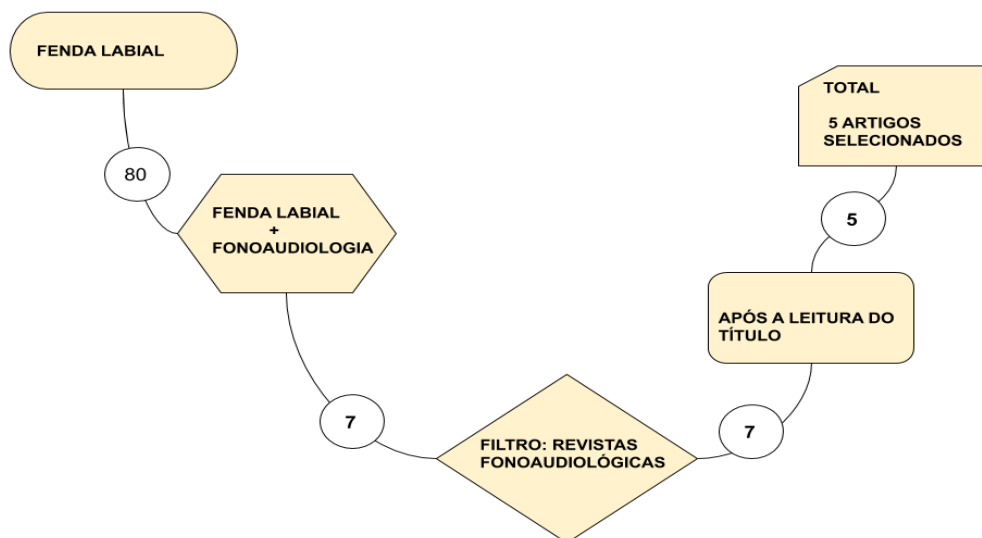 FENDA LABIAL
80
FENDA LABIAL
+
FONOAUDIOLOGIA
7
FILTRO: REVISTAS
FONOAUDIOLÓGICAS
7
APÓS A LEITURA DO
TÍTULO
5
TOTAL
5 ARTIGOS
SELECIONADOS